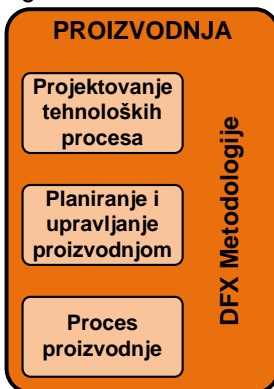 PROIZVODNJA
Projektovanje
tehnoloških
procesa
Planiranje i
upravljanje
proizvodnjom
Proces
proizvodnje
DFX Metodologije